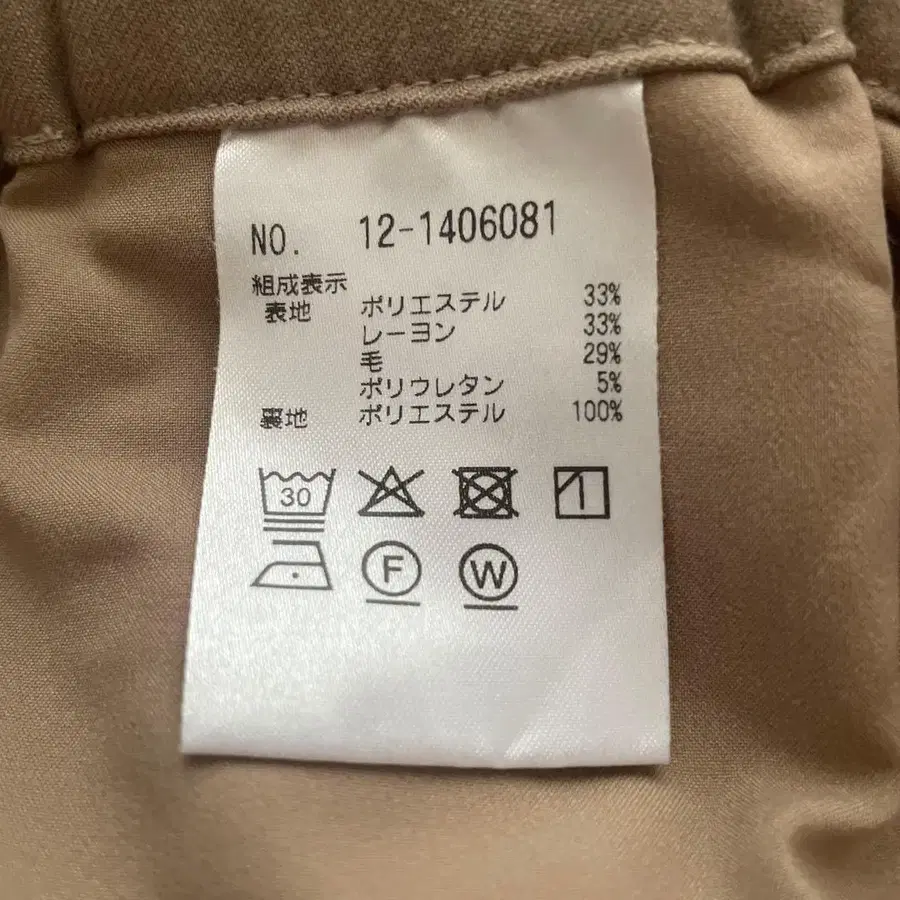 NO. 12-1406081
組成表示
表地 ポリエステル 33%
レーヨン 33%
毛 29%
ポリウレタン 5%
裏地 ポリエステル 100%
30
F W